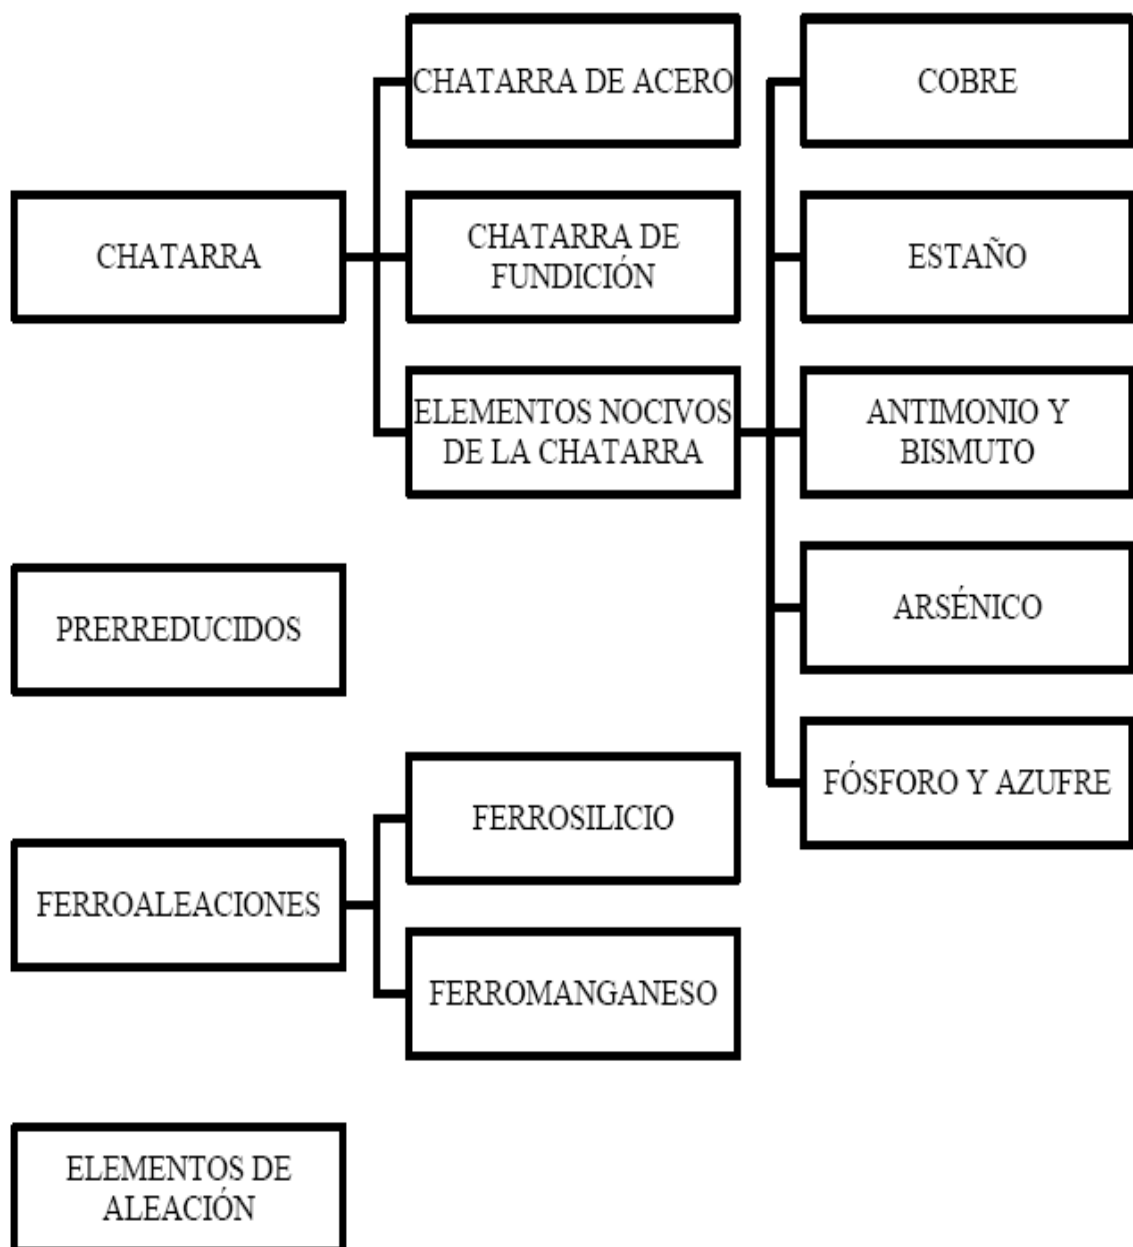 CHATARRA
CHATARRA DE ACERO
CHATARRA DE
FUNDICIÓN
ELEMENTOS NOCIVOS
DE LA CHATARRA
COBRE
ESTAÑO
ANTIMONIO Y
BISMUTO
ARSÉNICO
FÓSFORO Y AZUFRE
PRERREDUCIDOS
FERROALEACIONES
FERROSILICIO
FERROMANGANESO
ELEMENTOS DE
ALEACIÓN